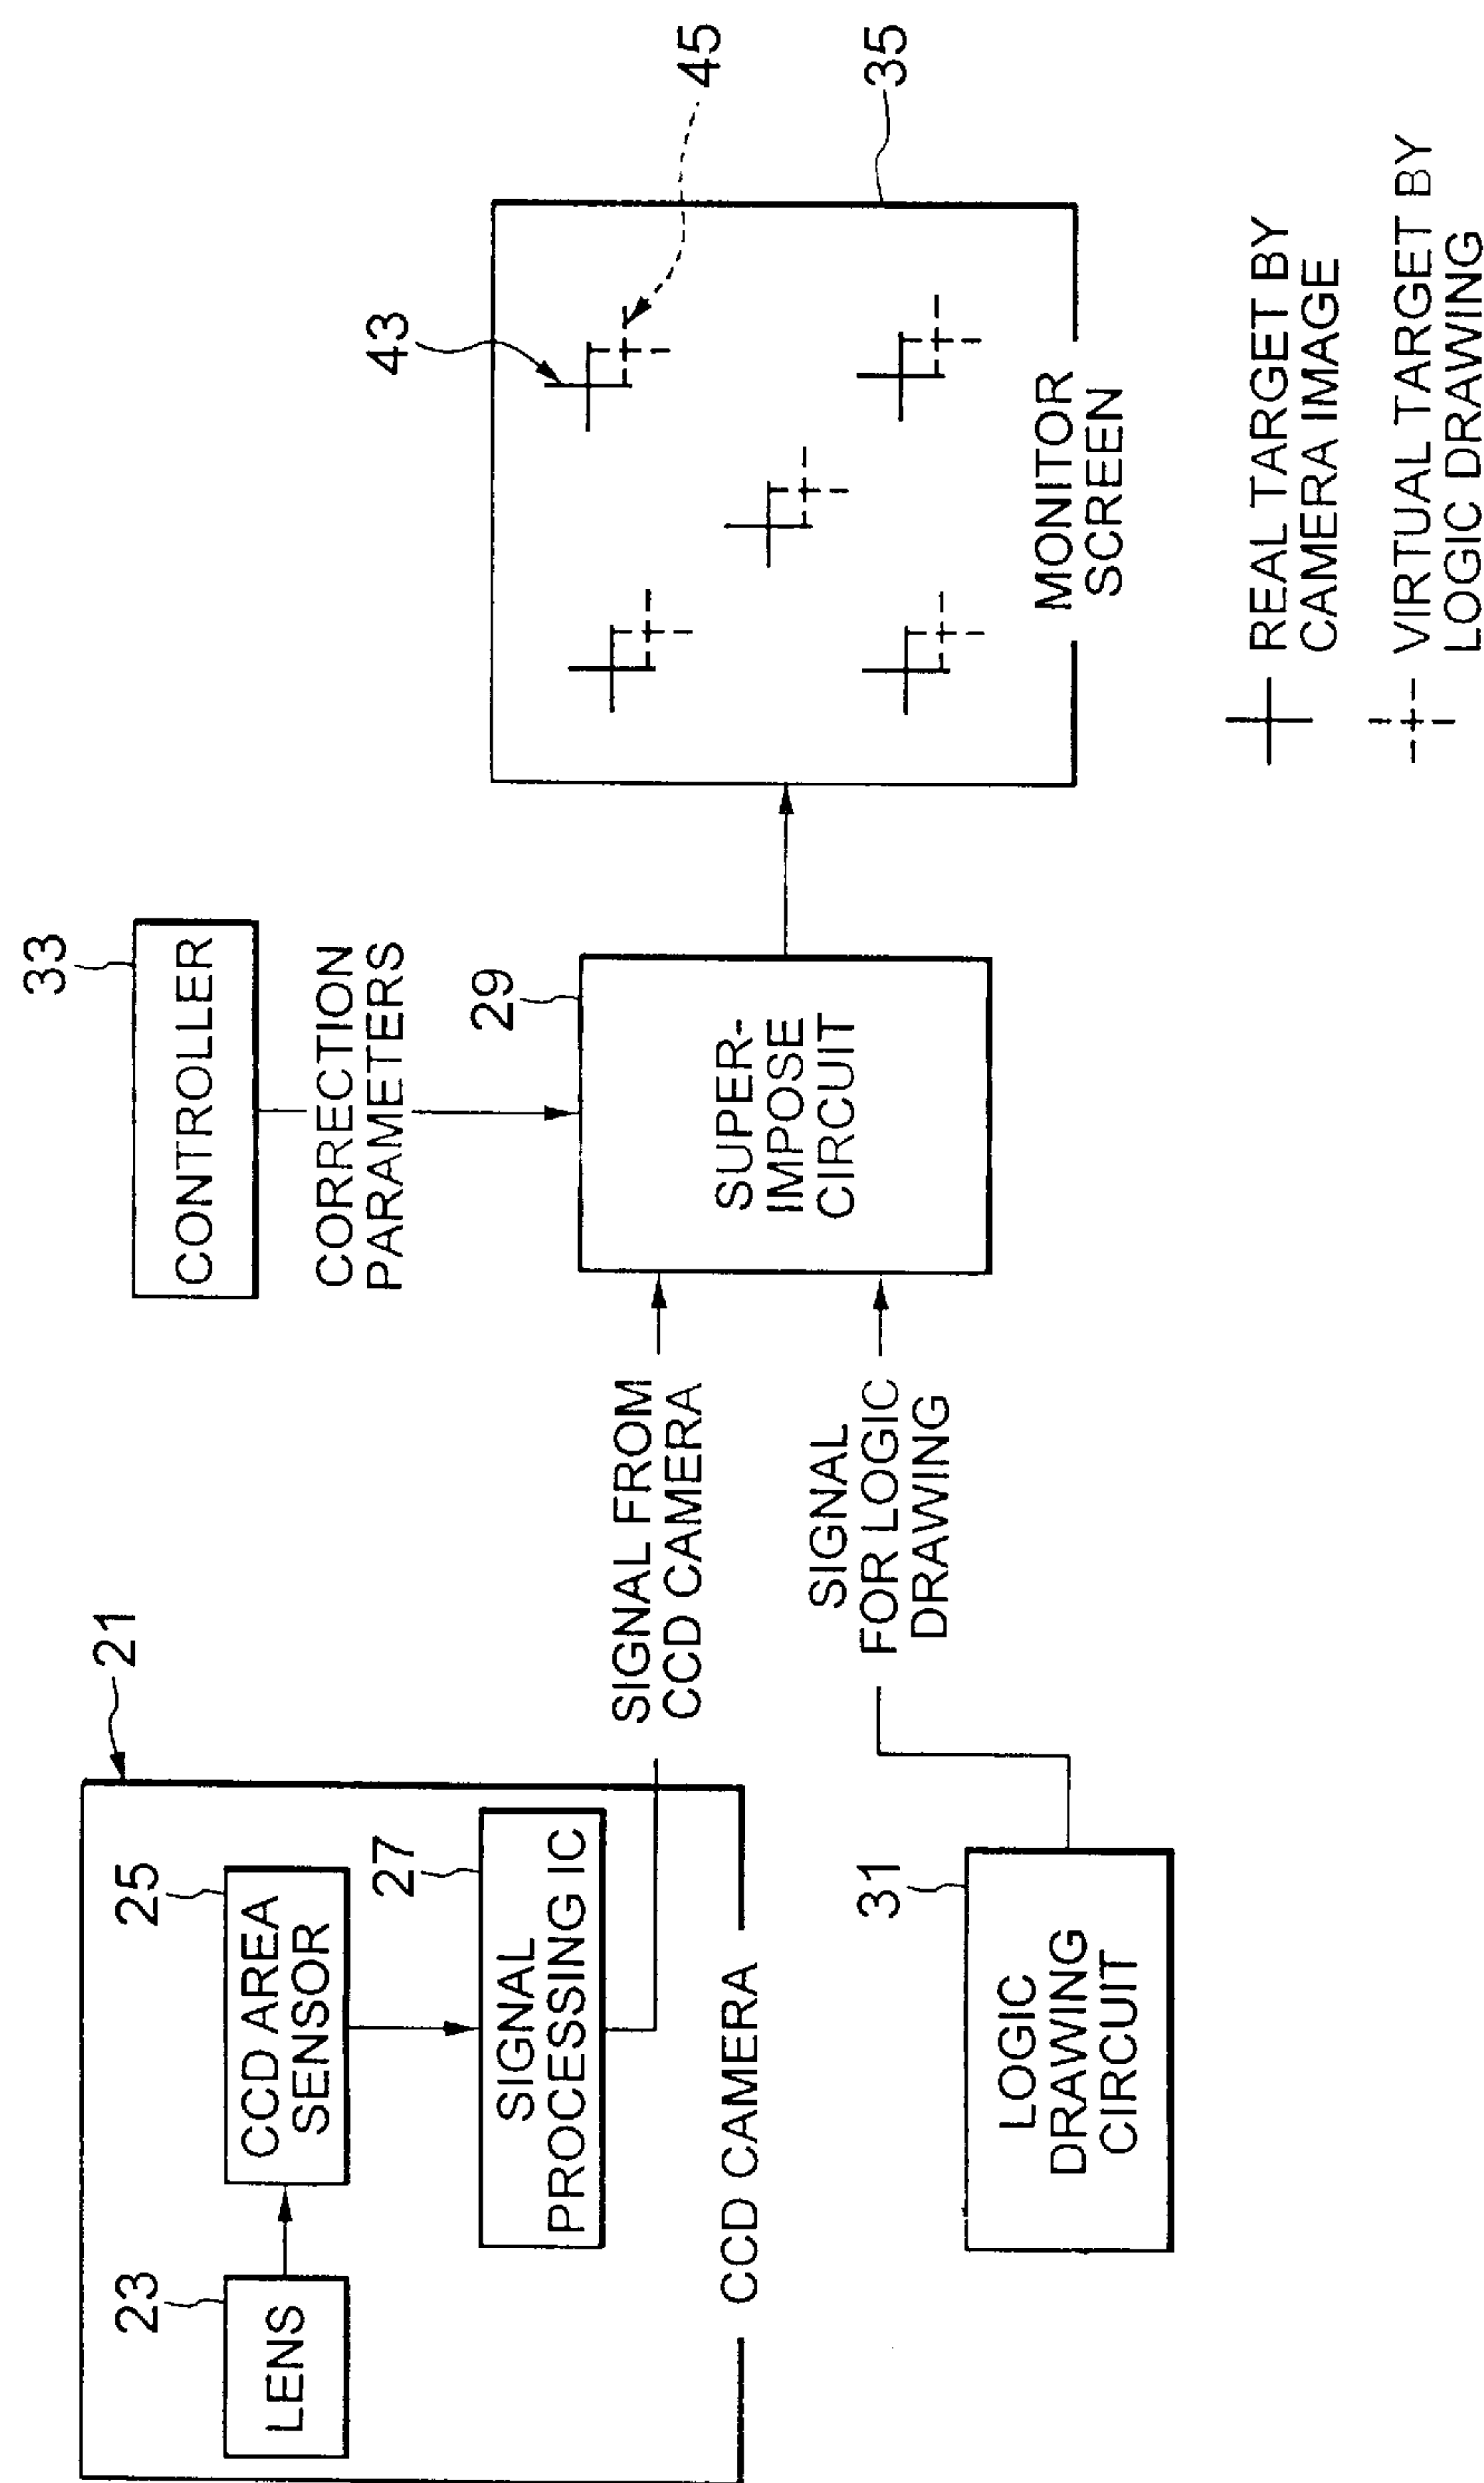 21
23
LENS
25
CCD AREA
SENSOR
27
SIGNAL
PROCESSING IC
CCD CAMERA
31
LOGIC
DRAWING
CIRCUIT
SIGNAL FROM
CCD CAMERA
SIGNAL
FOR LOGIC
DRAWING
33
CONTROLLER
CORRECTION
PARAMETERS
29
SUPER-
IMPOSE
CIRCUIT
43
45
35
MONITOR
SCREEN
REAL TARGET BY
CAMERA IMAGE
VIRTUAL TARGET BY
LOGIC DRAWING